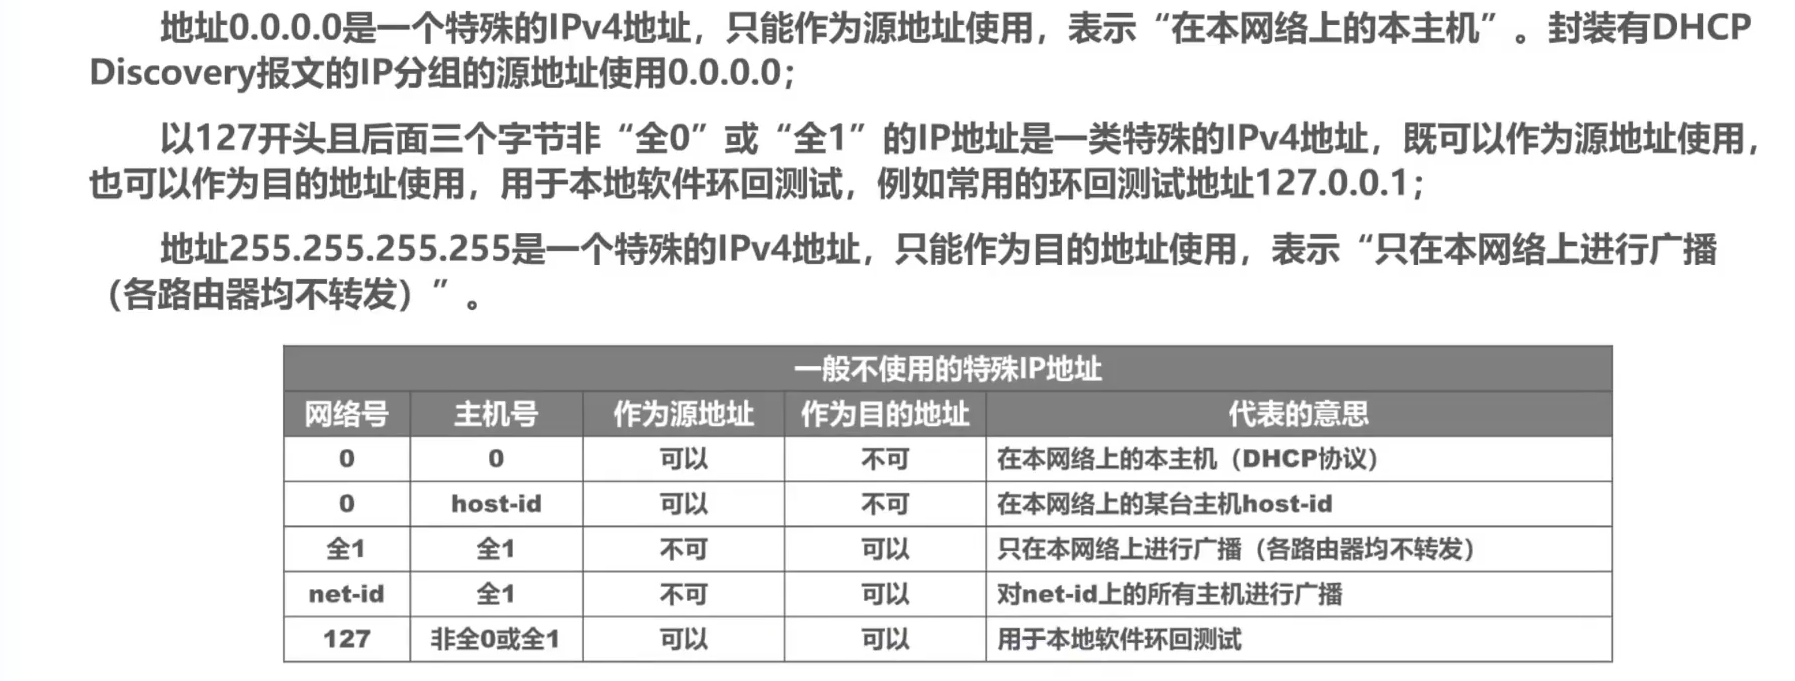 地址0.0.0.0是一个特殊的IPv4地址，只能作为源地址使用，表示“在本网络上的本主机”。封装有DHCP
Discovery报文的IP分组的源地址使用0.0.0.0；
以127开头且后面三个字节非“全0”或“全1”的IP地址是一类特殊的IPv4地址，既可以作为源地址使用，
也可以作为目的地址使用，用于本地软件环回测试，例如常用的环回测试地址127.0.0.1；
地址255.255.255.255是一个特殊的IPv4地址，只能作为目的地址使用，表示“只在本网络上进行广播
（各路由器均不转发）”。
一般不使用的特殊IP地址
网络号 主机号 作为源地址 作为目的地址 代表的意思
0 0 可以 不可 在本网络上的本主机（DHCP协议）
0 host-id 可以 不可 在本网络上的某台主机host-id
全1 全1 不可 可以 只在本网络上进行广播（各路由器均不转发）
net-id 全1 不可 可以 对net-id上的所有主机进行广播
127 非全0或全1 可以 可以 用于本地软件环回测试